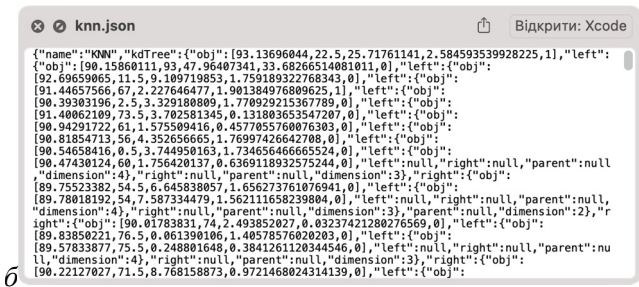 knn.json
Відкрити: Xcode
{"name":"KNN","kdTree":{"obj":[93.13696044,22.5,25.71761141,2.584593539928225,1],"left":
{"obj":[90.15860111,93,47.96407341,33.68266514081011,0],"left":{"obj":
[92.69659065,11.5,9.109719853,1.759189322768343,0],"left":{"obj":
[91.44657566,67,2.227646477,1.901384976809625,1],"left":{"obj":
[90.39303196,2.5,3.329180809,1.770929215367789,0],"left":{"obj":
[91.40062109,73.5,3.702581345,0.131803653547207,0],"left":{"obj":
[90.94291722,61,1.575509416,0.4577055760076303,0],"left":{"obj":
[90.81854713,56,4.352656665,1.76997426642708,0],"left":{"obj":
[90.54658416,0.5,3.744950163,1.734656466665524,0],"left":{"obj":
[90.47430124,60,1.756420137,0.6369118932575244,0],"left":null,"right":null,"parent":null
,"dimension":4},"right":null,"parent":null,"dimension":3},"right":{"obj":
[89.75523382,54.5,6.645838057,1.656273761076941,0],"left":{"obj":
[89.78018192,54,7.587334479,1.562111658239804,0],"left":null,"right":null,"parent":null,
"dimension":4},"right":null,"parent":null,"dimension":3},"parent":null,"dimension":2},"r
ight":{"obj":[90.01783831,74,2.493852027,0.03237421280276569,0],"left":{"obj":
[89.83850221,76.5,0.061390106,1.40578576020203,0],"left":{"obj":
[89.57833877,75.5,0.248801648,0.3841261120344546,0],"left":null,"right":null,"parent":nu
ll,"dimension":4},"right":null,"parent":null,"dimension":3},"right":{"obj":
[90.22127027,71.5,8.768158873,0.9721468024314139,0],"left":{"obj":
б